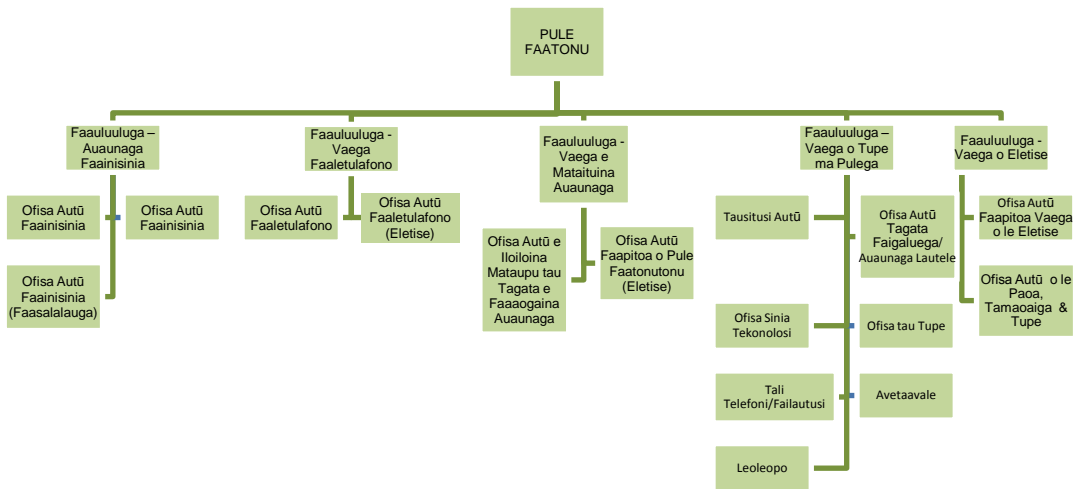 PULE
FAATONU
Faauluuluga –
Auaunaga
Faainisinia
Faauluuluga -
Vaega
Faaletulafono
Faauluuluga -
Vaega e
Mataituina
Auaunaga
Faauluuluga –
Vaega o Tupe
ma Pulega
Faauluuluga -
Vaega o Eletise
Ofisa Autū
Faainisinia
Ofisa Autū
Faainisinia
Ofisa Autū
Faainisinia
(Faasalalauga)
Ofisa Autū
Faaletulafono
Ofisa Autū
Faaletulafono
(Eletise)
Ofisa Autū e
Iloiloina
Mataupu tau
Tagata e
Faaaogaina
Auaunaga
Ofisa Autū
Faapitoa o Pule
Faatonutonu
(Eletise)
Tausitusi Autū
Ofisa Autū
Tagata
Faigaluega/
Auaunaga Lautele
Ofisa Sinia
Tekonolosi
Ofisa tau Tupe
Tali
Telefoni/Failautusi
Avetaavale
Leoleopo
Ofisa Autū
Faapitoa Vaega
o le Eletise
Ofisa Autū o le
Paoa,
Tamaoaiga &
Tupe